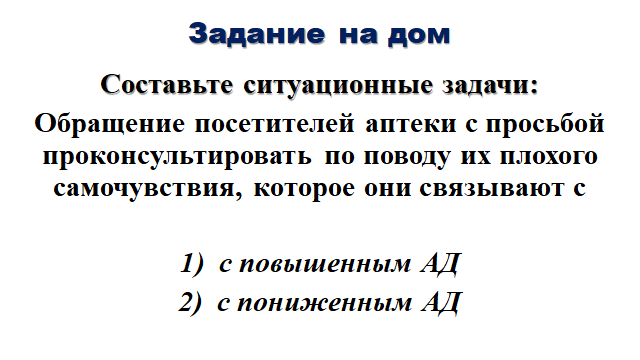 Задание на дом
Составьте ситуационные задачи:
Обращение посетителей аптеки с просьбой
проконсультировать по поводу их плохого
самочувствия, которое они связывают с
1) с повышенным АД
2) с пониженным АД